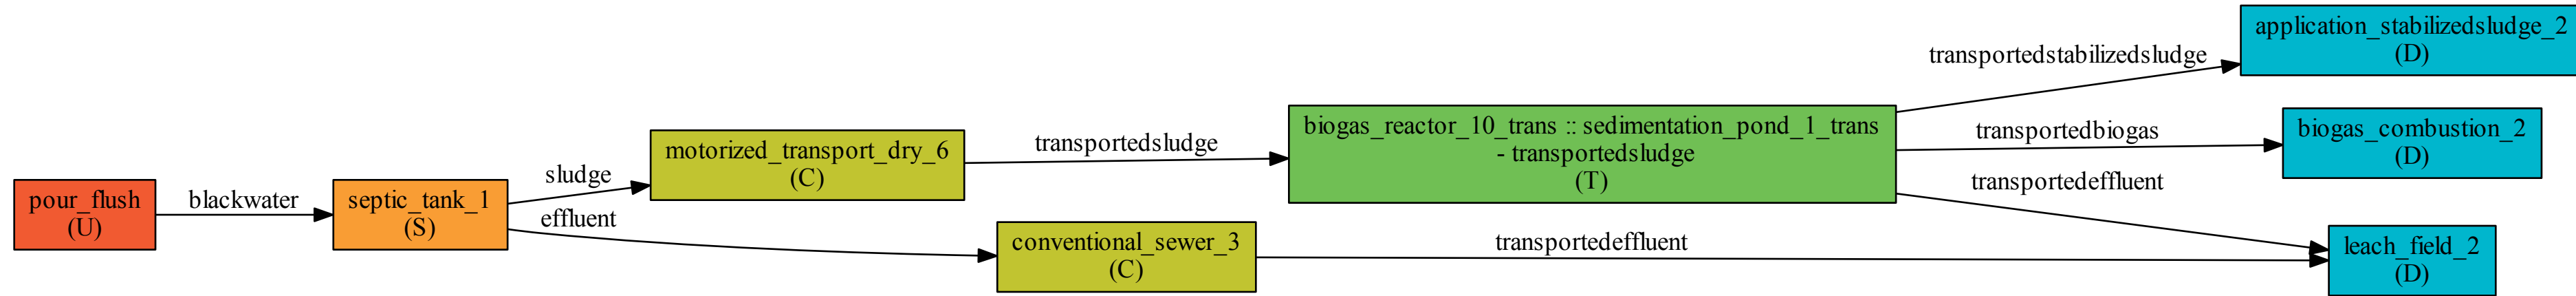 pour_flush
(U)
blackwater
septic_tank_1
(S)
sludge
effluent
motorized_transport_dry_6
(C)
conventional_sewer_3
(C)
transportedsludge
transportedeffluent
biogas_reactor_10_trans :: sedimentation_pond_1_trans
- transportedsludge
(T)
transportedstabilizedsludge
transportedbiogas
transportedeffluent
application_stabilizedsludge_2
(D)
biogas_combustion_2
(D)
leach_field_2
(D)